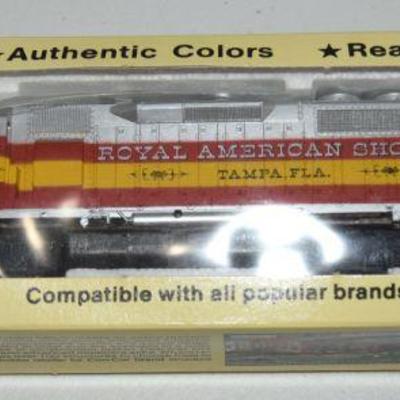 ★Authentic Colors ★Rea
ROYAL AMERICAN SHO
TAMPA, FLA.
Compatible with all popular brands